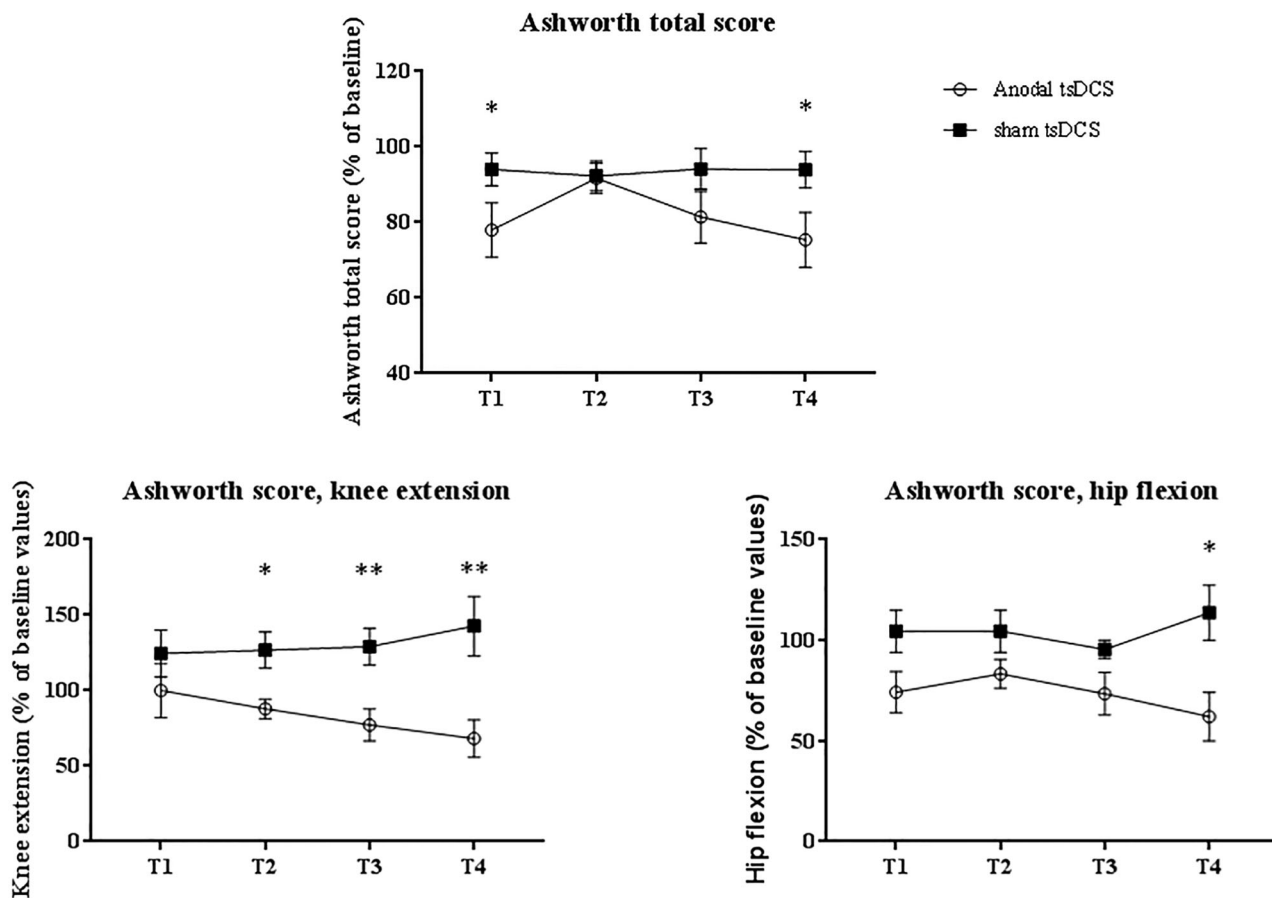 Ashworth total score
Ashworth total score (% of baseline)
120
100
80
60
40
* *
T1 T2 T3 T4
Anodal tsDCS
sham tsDCS
Ashworth score, knee extension
Knee extension (% of baseline values)
200
150
100
50
0
* ** **
T1 T2 T3 T4
Ashworth score, hip flexion
Hip flexion (% of baseline values)
150
100
50
0
*
T1 T2 T3 T4